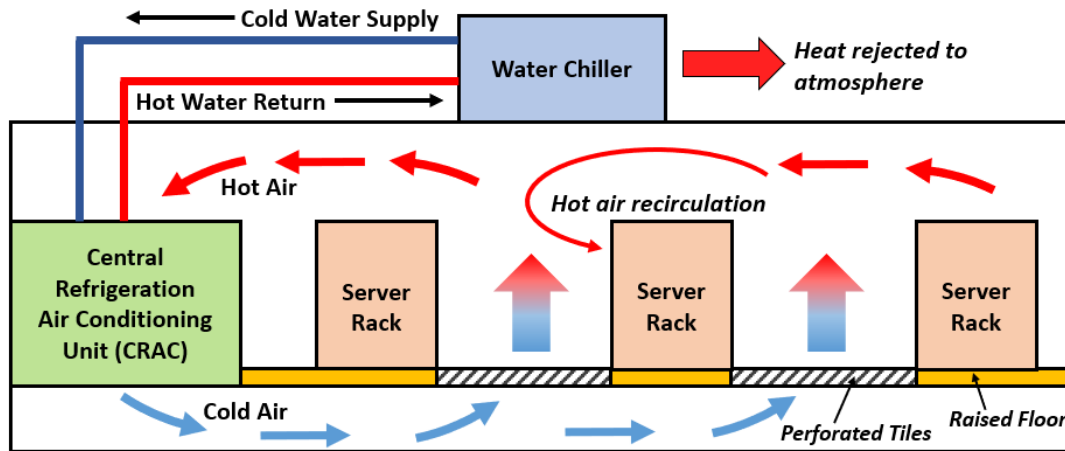 Cold Water Supply
Water Chiller
Heat rejected to
atmosphere
Hot Water Return
Hot Air
Hot air recirculation
Central
Refrigeration
Air Conditioning
Unit (CRAC)
Server
Rack
Server
Rack
Server
Rack
Cold Air
Perforated Tiles
Raised Floor